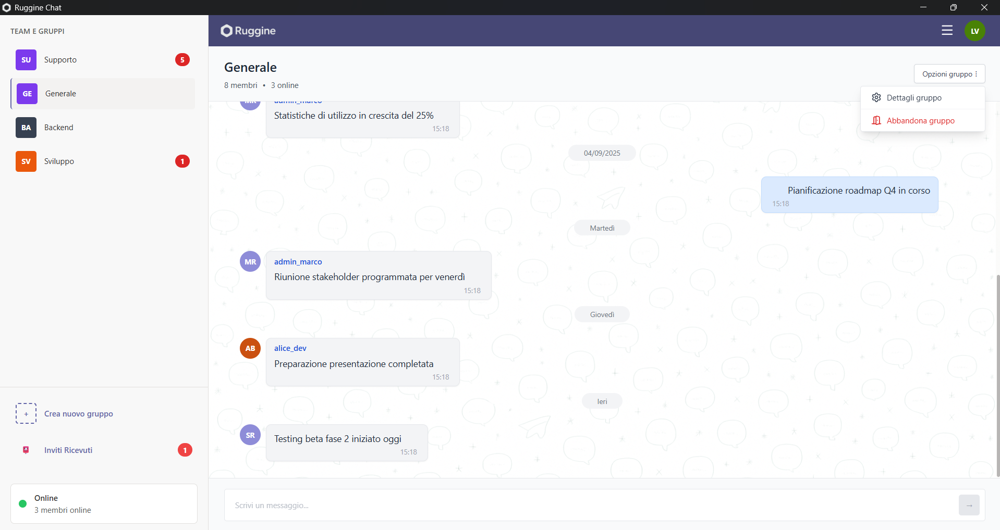 Ruggine Chat
TEAM E GRUPPI
SU Supporto 5
GE Generale
BA Backend
SV Sviluppo 1
+ Crea nuovo gruppo
Inviti Ricevuti 1
Online
3 membri online
Ruggine
LV
Generale
8 membri • 3 online
Opzioni gruppo ⋮
Dettagli gruppo
Abbandona gruppo
MR admin_marco
Statistiche di utilizzo in crescita del 25%
15:18
04/09/2025
Pianificazione roadmap Q4 in corso
15:18
Martedì
MR admin_marco
Riunione stakeholder programmata per venerdì
15:18
Giovedì
AB alice_dev
Preparazione presentazione completata
15:18
Ieri
SR Testing beta fase 2 iniziato oggi
15:18
Scrivi un messaggio...
→